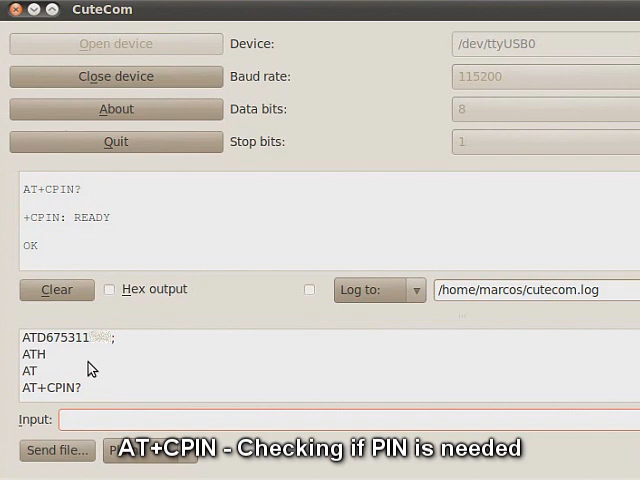 CuteCom
Open device
Device:
/dev/ttyUSB0
Close device
Baud rate:
115200
About
Data bits:
8
Quit
Stop bits:
1
AT+CPIN?
+CPIN: READY
OK
Clear
Hex output
Log to:
/home/marcos/cutecom.log
ATD675311 ;
ATH
AT
AT+CPIN?
Input:
Send file...
AT+CPIN - Checking if PIN is needed